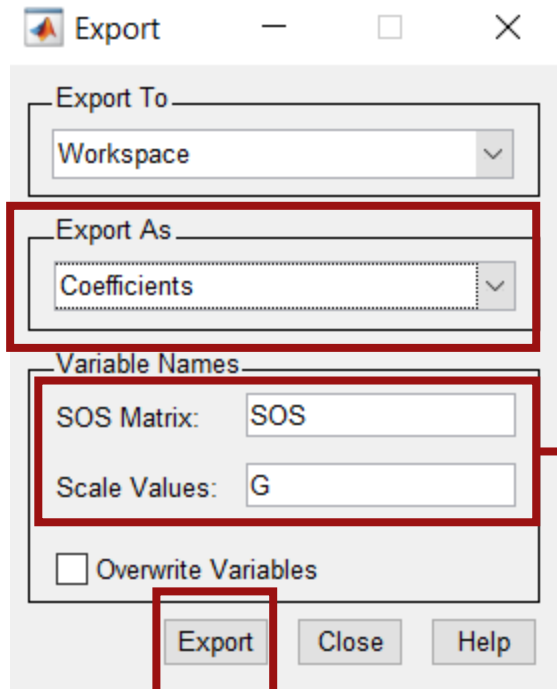 Export
Export To
Workspace
Export As
Coefficients
Variable Names
SOS Matrix: SOS
Scale Values: G
Overwrite Variables
Export Close Help